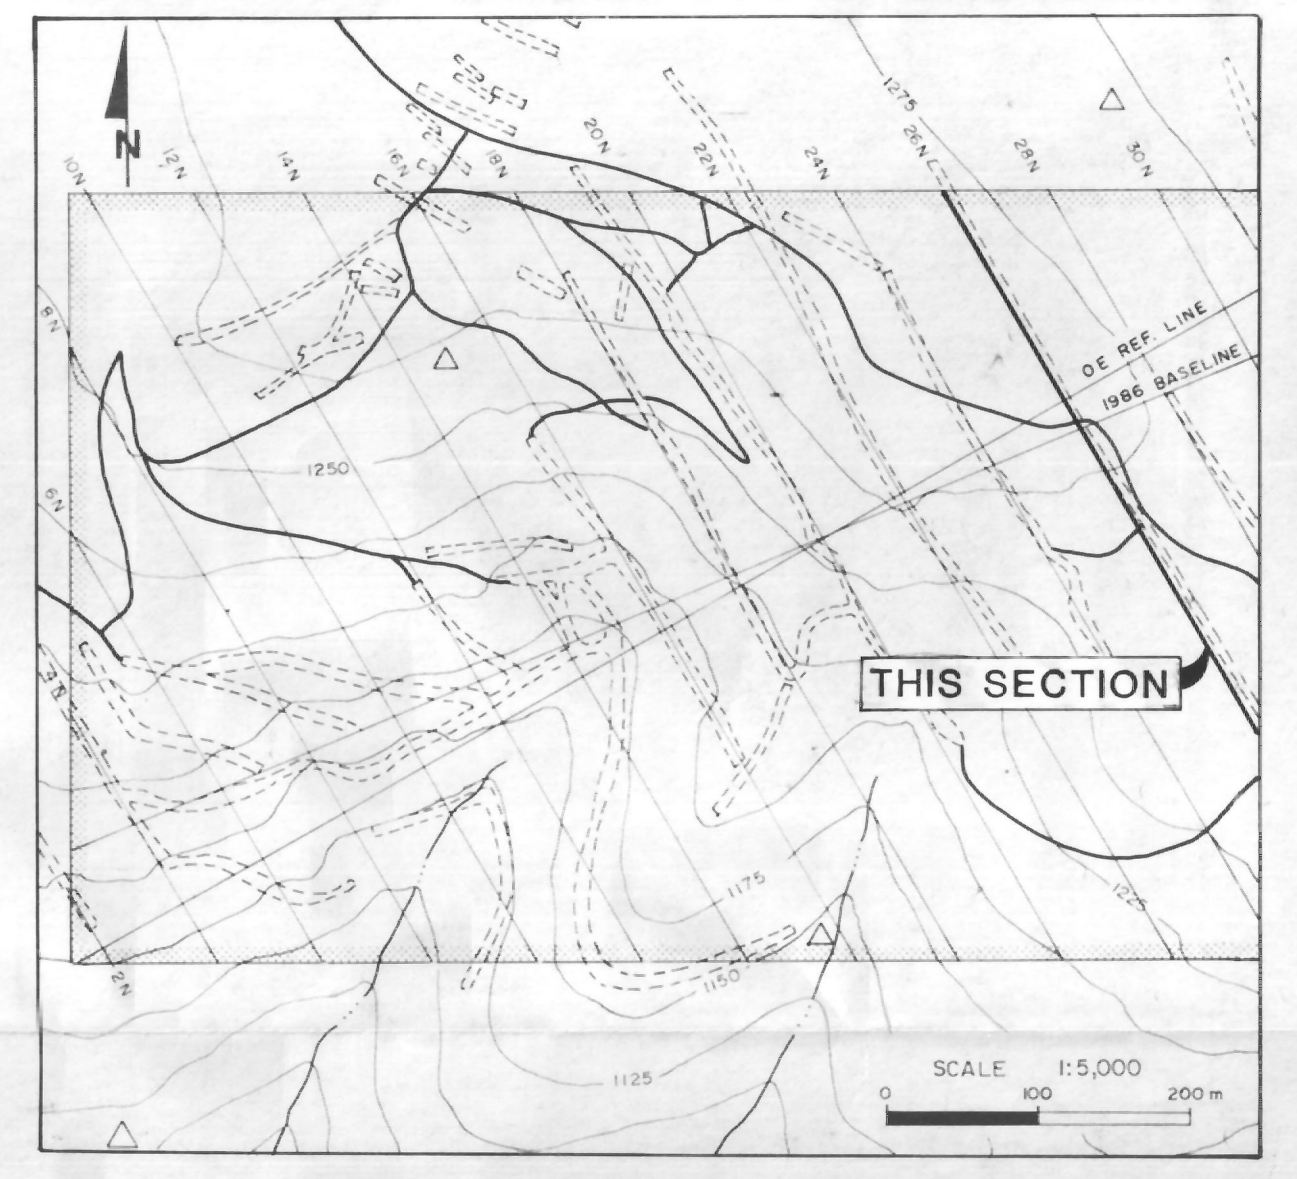 1275
20N
26N
N
10N
12N
14N
16N
18N
22N
24N
28N
30N
8N
OE REF. LINE
1986 BASELINE
1250
6N
4N
THIS SECTION
1175
1225
2N
1150
SCALE 1:5,000
1125
0 100 200 m